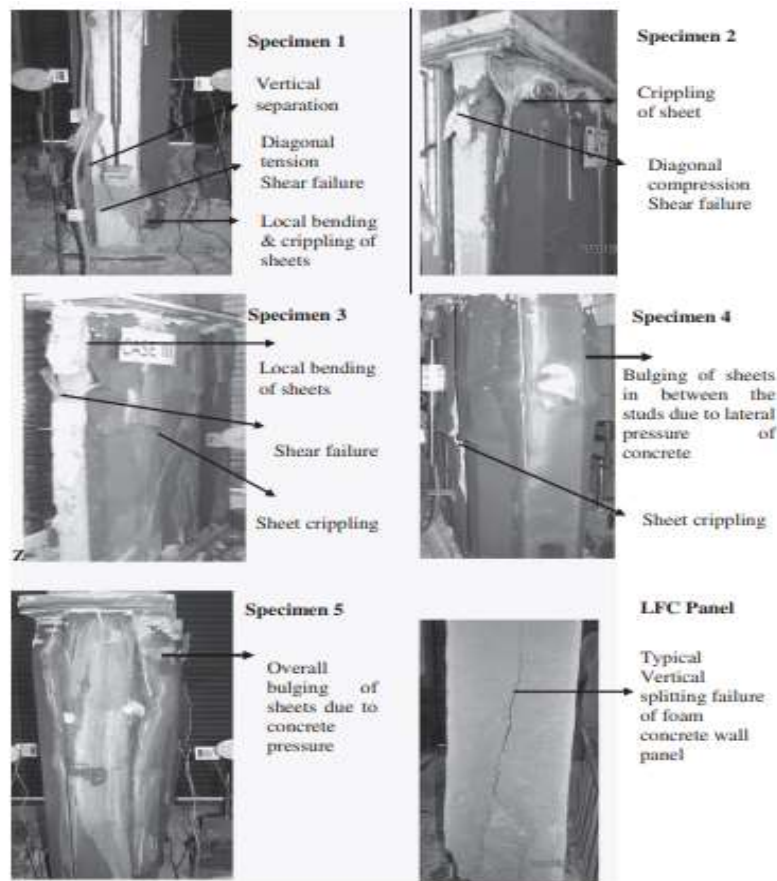 Specimen 1
Vertical
separation
Diagonal
tension
Shear failure
Local bending
& crippling of
sheets
Specimen 2
Crippling
of sheet
Diagonal
compression
Shear failure
Specimen 3
CASE III
Local bending
of sheets
Shear failure
Sheet crippling
Z
Specimen 4
Bulging of sheets
in between the
studs due to lateral
pressure of
concrete
Sheet crippling
Specimen 5
Overall
bulging of
sheets due to
concrete
pressure
LFC Panel
Typical
Vertical
splitting failure
of foam
concrete wall
panel